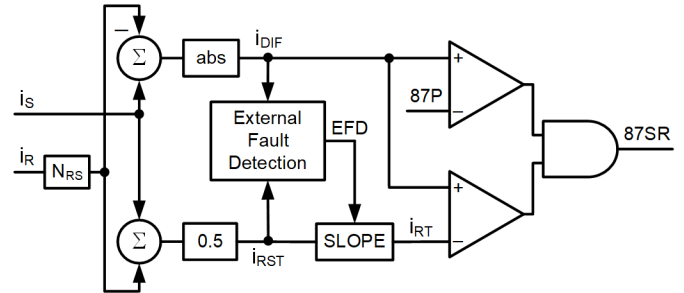 −
Σ
abs
iDIF
+
87P
−
iS
External
Fault
Detection
EFD
87SR
iR
NRS
+
Σ
0.5
iRST
SLOPE
iRT
−